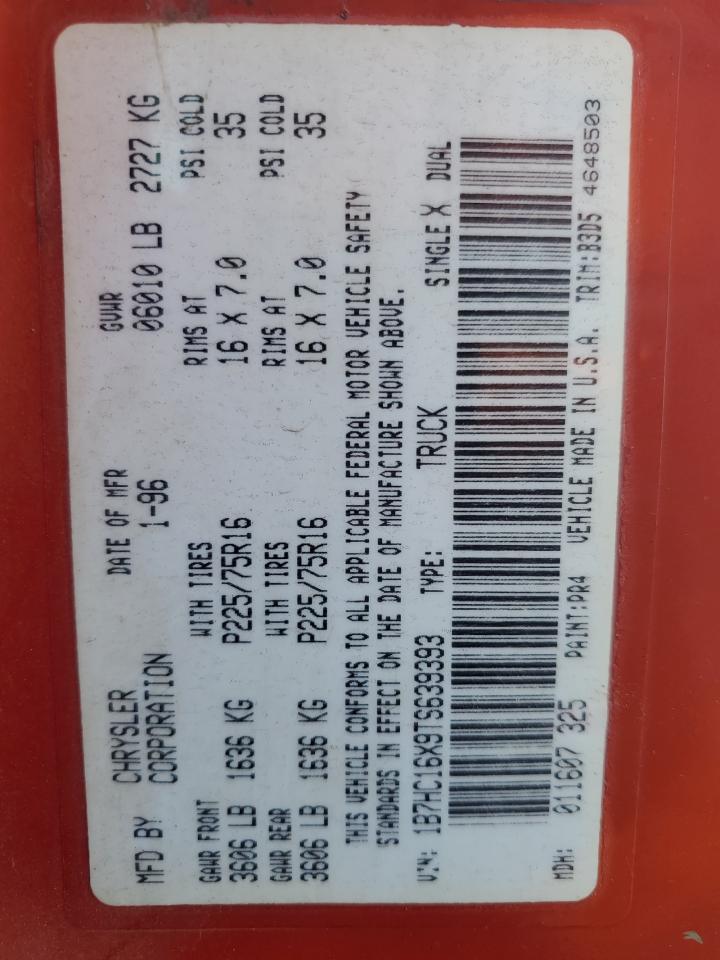 MFD BY CHRYSLER CORPORATION DATE OF MFR 1-96 GVWR 06010 LB 2727 KG
GAWR FRONT WITH TIRES RIMS AT PSI COLD
3606 LB 1636 KG P225/75R16 16 X 7.0 35
GAWR REAR WITH TIRES RIMS AT PSI COLD
3606 LB 1636 KG P225/75R16 16 X 7.0 35
THIS VEHICLE CONFORMS TO ALL APPLICABLE FEDERAL MOTOR VEHICLE SAFETY
STANDARDS IN EFFECT ON THE DATE OF MANUFACTURE SHOWN ABOVE.
VIN: 1B7HC16X9TS639393 TYPE: TRUCK SINGLE X DUAL
MDH: 011607 325 PAINT:PR4 VEHICLE MADE IN U.S.A. TRIM:B3D5 4648503